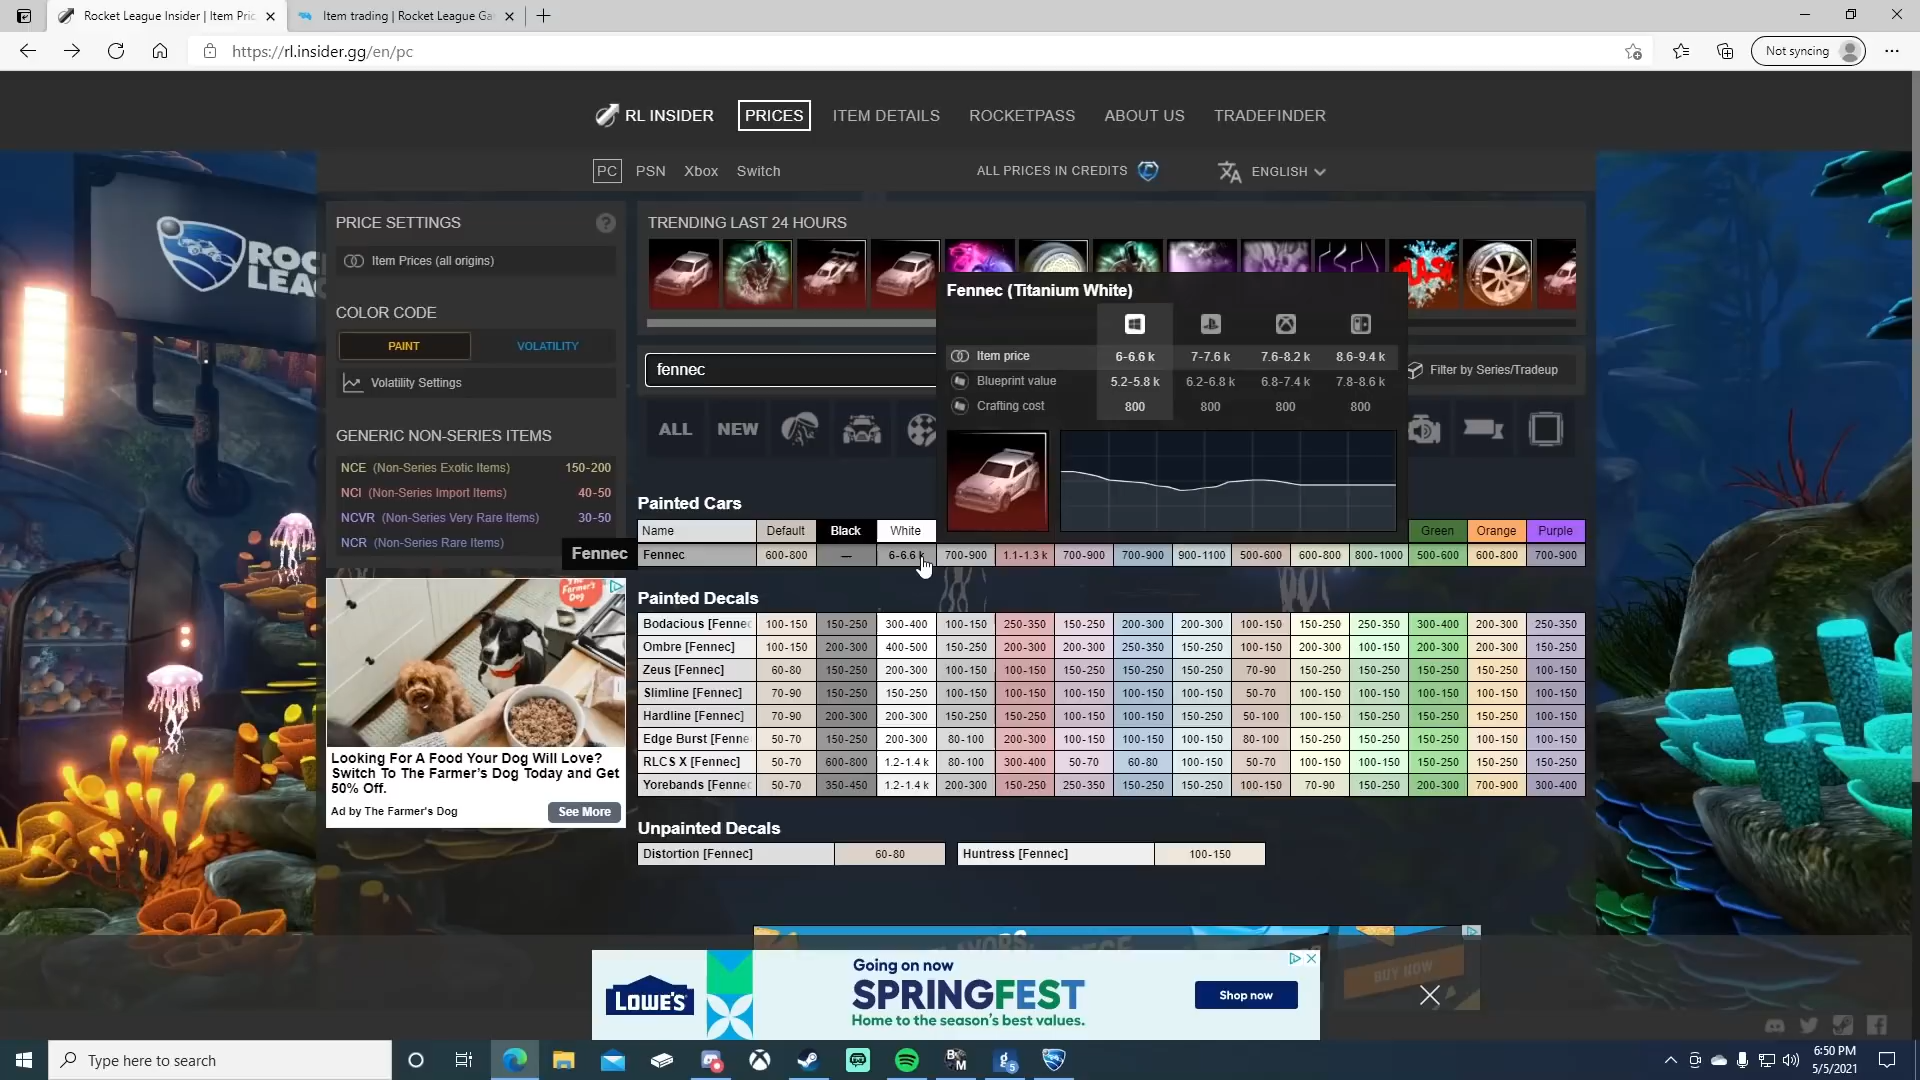 Rocket League Insider | Item Pric
Item trading | Rocket League Ga
https://rl.insider.gg/en/pc
Not syncing
RL INSIDER
PRICES
ITEM DETAILS
ROCKETPASS
ABOUT US
TRADEFINDER
PC
PSN
Xbox
Switch
ALL PRICES IN CREDITS
ENGLISH
PRICE SETTINGS
?
Item Prices (all origins)
COLOR CODE
PAINT
VOLATILITY
Volatility Settings
GENERIC NON-SERIES ITEMS
NCE (Non-Series Exotic Items) 150-200
NCI (Non-Series Import Items) 40-50
NCVR (Non-Series Very Rare Items) 30-50
NCR (Non-Series Rare Items)
Fennec
TRENDING LAST 24 HOURS
fennec
Filter by Series/Tradeup
ALL
NEW
Fennec (Titanium White)
Item price 6-6.6 k 7-7.6 k 7.6-8.2 k 8.6-9.4 k
Blueprint value 5.2-5.8 k 6.2-6.8 k 6.8-7.4 k 7.8-8.6 k
Crafting cost 800 800 800 800
Painted Cars
Name Default Black White Green Orange Purple
Fennec 600-800 — 6-6.6 k 700-900 1.1-1.3 k 700-900 700-900 900-1100 500-600 600-800 800-1000 500-600 600-800 700-900
Painted Decals
Bodacious [Fennec 100-150 150-250 300-400 100-150 250-350 150-250 200-300 200-300 100-150 150-250 250-350 300-400 200-300 250-350
Ombre [Fennec] 100-150 200-300 400-500 150-250 200-300 200-300 250-350 150-250 100-150 200-300 100-150 200-300 200-300 150-250
Zeus [Fennec] 60-80 150-250 200-300 100-150 100-150 150-250 150-250 150-250 70-90 150-250 150-250 150-250 150-250 100-150
Slimline [Fennec] 70-90 150-250 150-250 100-150 100-150 100-150 100-150 100-150 50-70 100-150 100-150 100-150 100-150 100-150
Hardline [Fennec] 70-90 200-300 200-300 150-250 150-250 100-150 100-150 150-250 50-100 100-150 150-250 150-250 150-250 100-150
Edge Burst [Fenne 50-70 150-250 200-300 80-100 200-300 100-150 100-150 100-150 80-100 150-250 150-250 150-250 100-150 100-150
RLCS X [Fennec] 50-70 600-800 1.2-1.4 k 80-100 300-400 50-70 60-80 100-150 50-70 100-150 100-150 150-250 150-250 150-250
Yorebands [Fennec 50-70 350-450 1.2-1.4 k 200-300 150-250 250-350 150-250 150-250 100-150 70-90 150-250 200-300 700-900 300-400
Unpainted Decals
Distortion [Fennec] 60-80
Huntress [Fennec] 100-150
The Farmer's Dog
Looking For A Food Your Dog Will Love?
Switch To The Farmer's Dog Today and Get
50% Off.
Ad by The Farmer's Dog
See More
BUY NOW
LOWE'S
Going on now
SPRINGFEST
Home to the season's best values.
Shop now
Type here to search
6:50 PM
5/5/2021